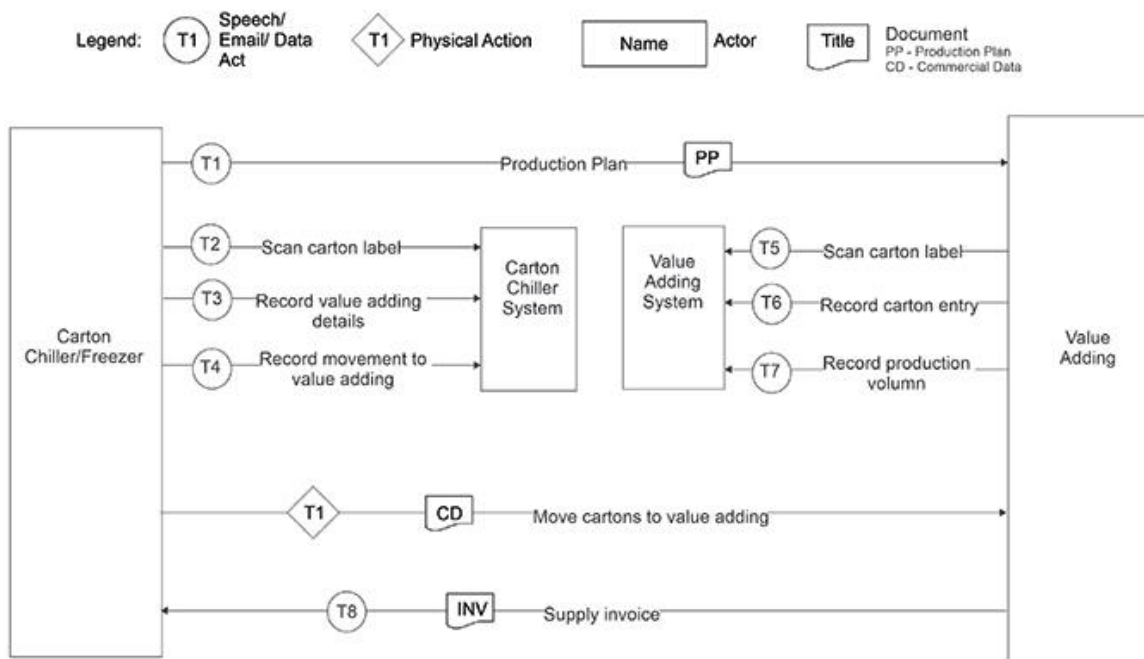 Legend:
T1
Speech/
Email/ Data
Act
T1
Physical Action
Name
Actor
Title
Document
PP - Production Plan
CD - Commercial Data
T1
Production Plan
PP
T2
Scan carton label
T3
Record value adding
details
T4
Record movement to
value adding
Carton
Chiller
System
Value
Adding
System
T5
Scan carton label
T6
Record carton entry
T7
Record production
volumn
Carton
Chiller/Freezer
Value
Adding
T1
CD
Move cartons to value adding
T8
INV
Supply invoice